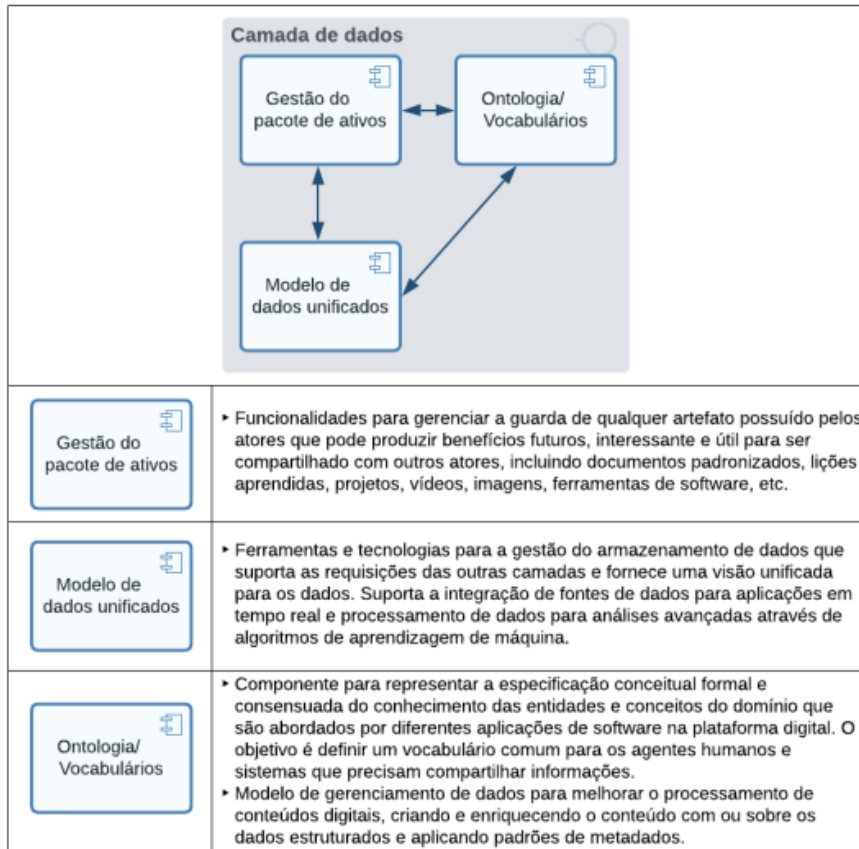 Camada de dados
Gestão do
pacote de ativos
Ontologia/
Vocabulários
Modelo de
dados unificados
Gestão do
pacote de ativos
‣ Funcionalidades para gerenciar a guarda de qualquer artefato possuído pelos
atores que pode produzir benefícios futuros, interessante e útil para ser
compartilhado com outros atores, incluindo documentos padronizados, lições
aprendidas, projetos, vídeos, imagens, ferramentas de software, etc.
Modelo de
dados unificados
‣ Ferramentas e tecnologias para a gestão do armazenamento de dados que
suporta as requisições das outras camadas e fornece uma visão unificada
para os dados. Suporta a integração de fontes de dados para aplicações em
tempo real e processamento de dados para análises avançadas através de
algoritmos de aprendizagem de máquina.
Ontologia/
Vocabulários
‣ Componente para representar a especificação conceitual formal e
consensuada do conhecimento das entidades e conceitos do domínio que
são abordados por diferentes aplicações de software na plataforma digital. O
objetivo é definir um vocabulário comum para os agentes humanos e
sistemas que precisam compartilhar informações.
‣ Modelo de gerenciamento de dados para melhorar o processamento de
conteúdos digitais, criando e enriquecendo o conteúdo com ou sobre os
dados estruturados e aplicando padrões de metadados.